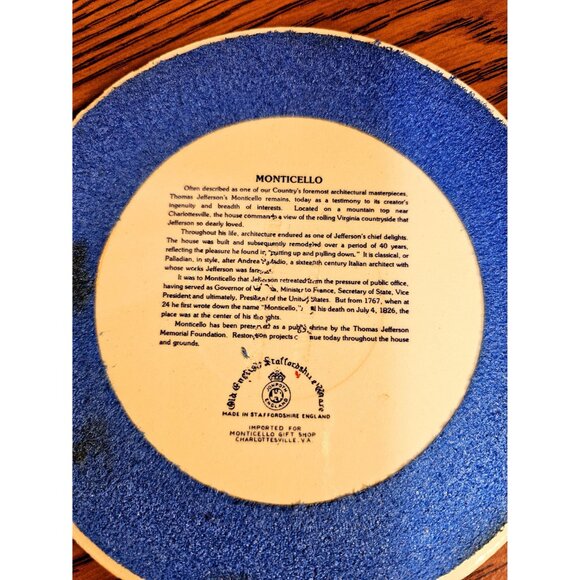 MONTICELLO
Often described as one of our Country's foremost architectural masterpieces,
Thomas Jefferson's Monticello remains, today as a testimony to its creator's
ingenuity and breadth of interests. Located on a mountain top near
Charlottesville, the house commands a view of the rolling Virginia countryside that
Jefferson so dearly loved.
Throughout his life, architecture endured as one of Jefferson's chief delights.
The house was built and subsequently remodeled over a period of 40 years,
reflecting the pleasure he found in, "putting up and pulling down." It is classical, or
Palladian, in style, after Andrea Palladio, a sixteenth century Italian architect with
whose works Jefferson was
It was to Monticello that Jefferson retreated from the pressure of public office,
having served as Governor of Minister to France, Secretary of State, Vice
President and ultimately, President of the United States. But from 1767, when at
24 he first wrote down the name "Monticello," his death on July 4, 1826, the
place was at the center of his thoughts.
Monticello has been presented as a public shrine by the Thomas Jefferson
Memorial Foundation. Restoration projects today throughout the house
and grounds.
Old English Staffordshire Ware
JONROTH
ENGLAND
MADE IN STAFFORDSHIRE ENGLAND
IMPORTED FOR
MONTICELLO GIFT SHOP
CHARLOTTESVILLE, VA